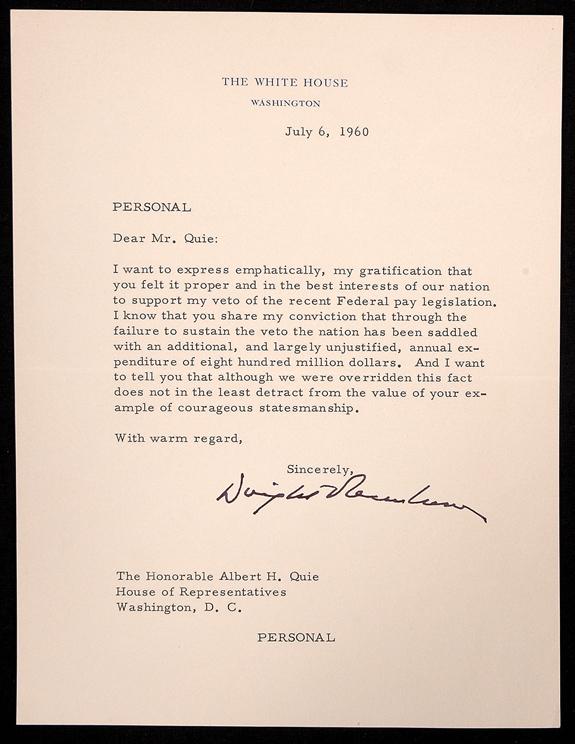 THE WHITE HOUSE
WASHINGTON
July 6, 1960
PERSONAL
Dear Mr. Quie:
I want to express emphatically, my gratification that
you felt it proper and in the best interests of our nation
to support my veto of the recent Federal pay legislation.
I know that you share my conviction that through the
failure to sustain the veto the nation has been saddled
with an additional, and largely unjustified, annual ex-
penditure of eight hundred million dollars. And I want
to tell you that although we were overridden this fact
does not in the least detract from the value of your ex-
ample of courageous statesmanship.
With warm regard,
Sincerely,
Dwight D Eisenhower
The Honorable Albert H. Quie
House of Representatives
Washington, D. C.
PERSONAL